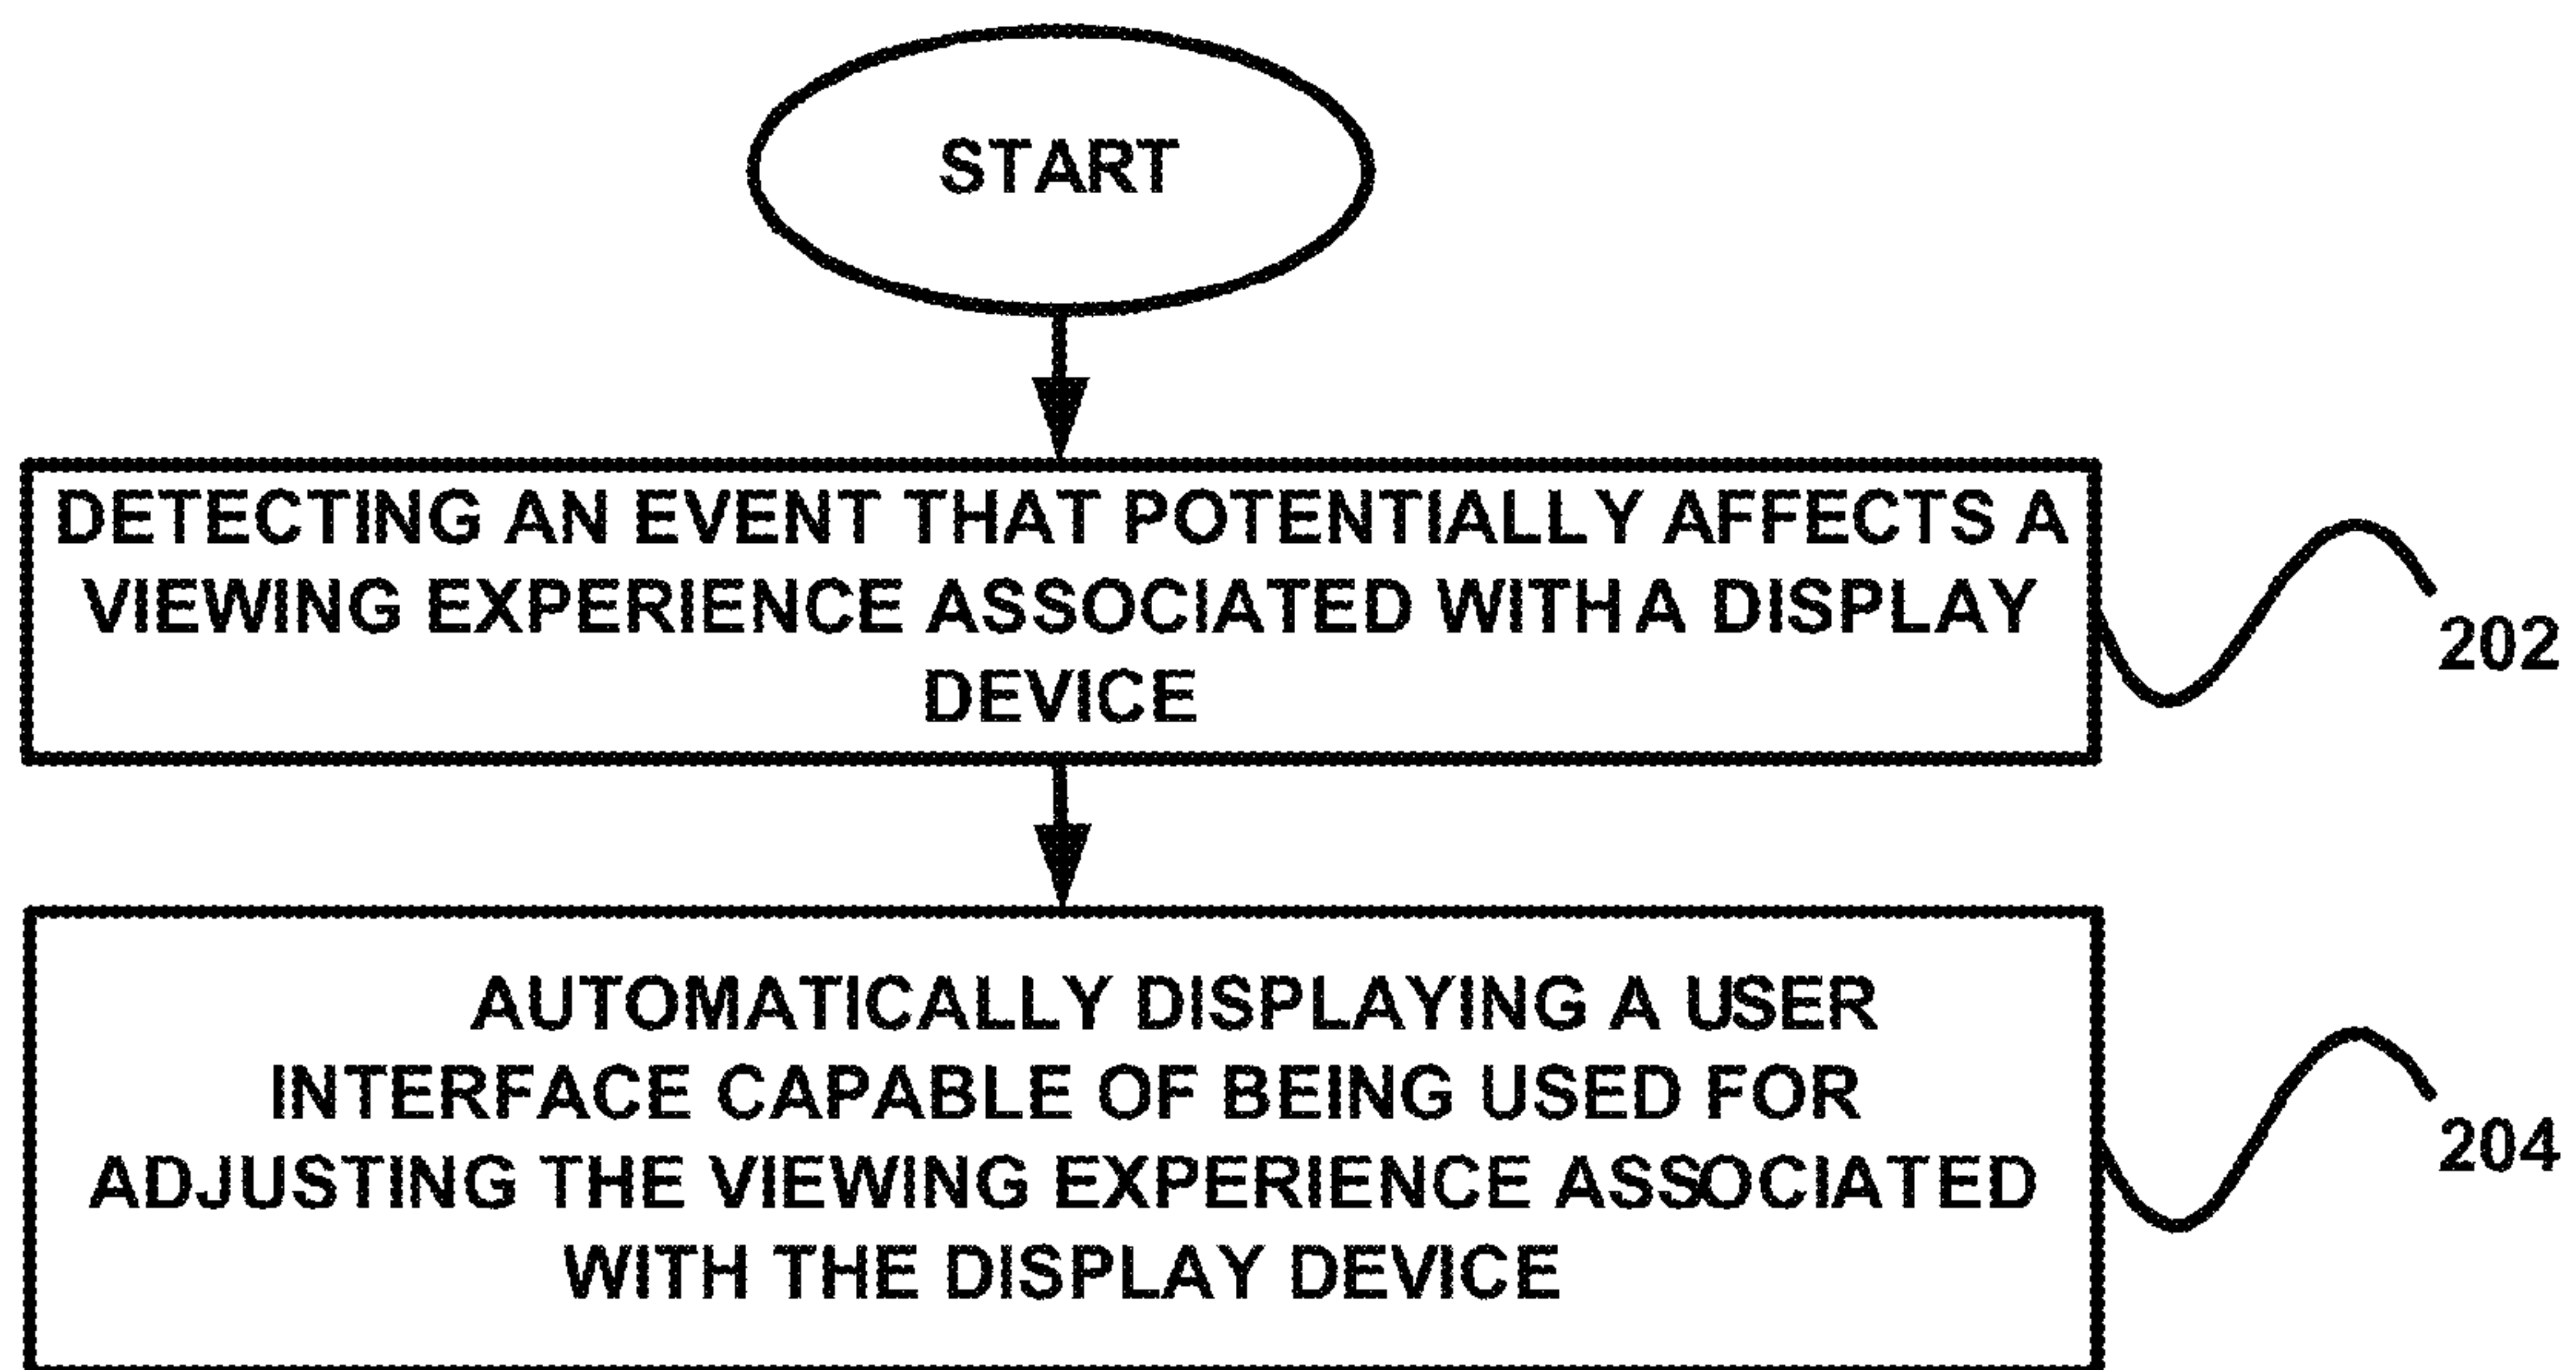 START
DETECTING AN EVENT THAT POTENTIALLY AFFECTS A
VIEWING EXPERIENCE ASSOCIATED WITH A DISPLAY
DEVICE
202
AUTOMATICALLY DISPLAYING A USER
INTERFACE CAPABLE OF BEING USED FOR
ADJUSTING THE VIEWING EXPERIENCE ASSOCIATED
WITH THE DISPLAY DEVICE
204